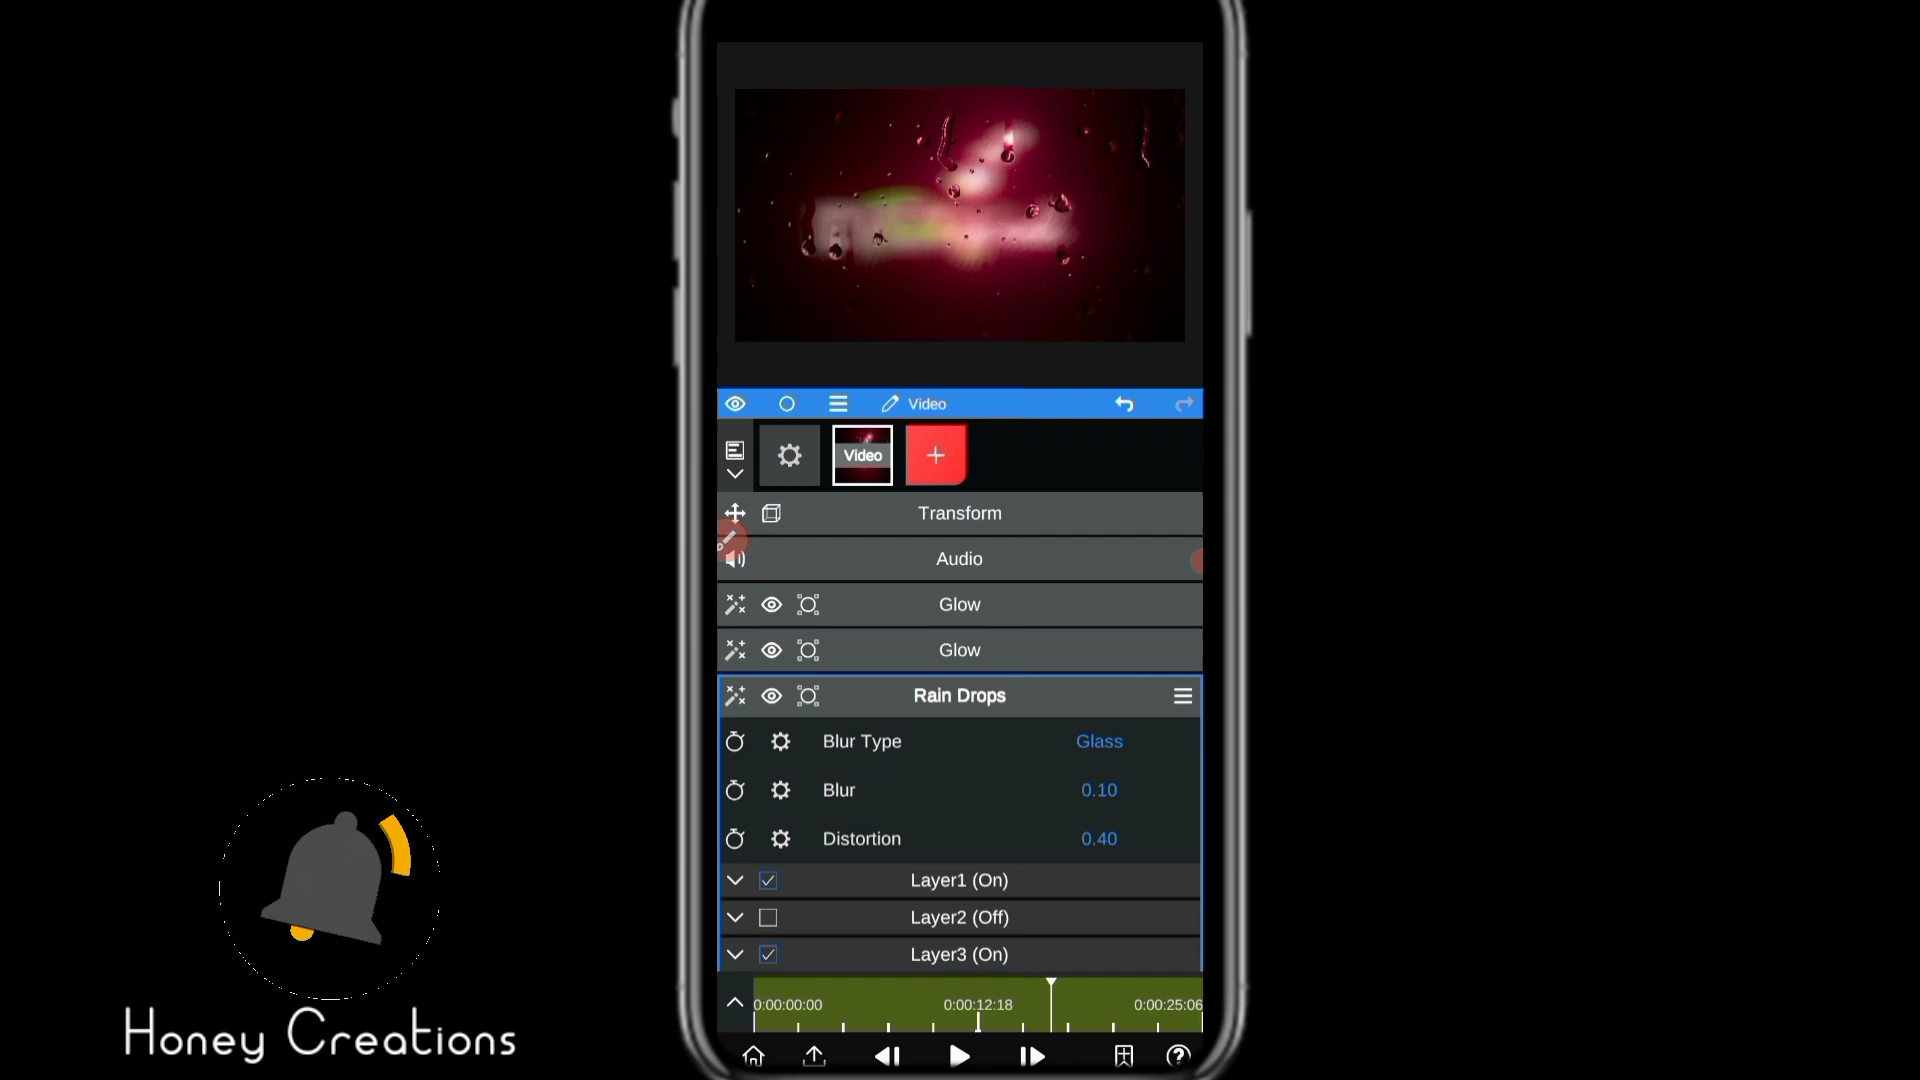 Video
Video
Transform
Audio
Glow
Glow
Rain Drops
Blur Type Glass
Blur 0.10
Distortion 0.40
Layer1 (On)
Layer2 (Off)
Layer3 (On)
0:00:00:00 0:00:12:18 0:00:25:06
Honey Creations